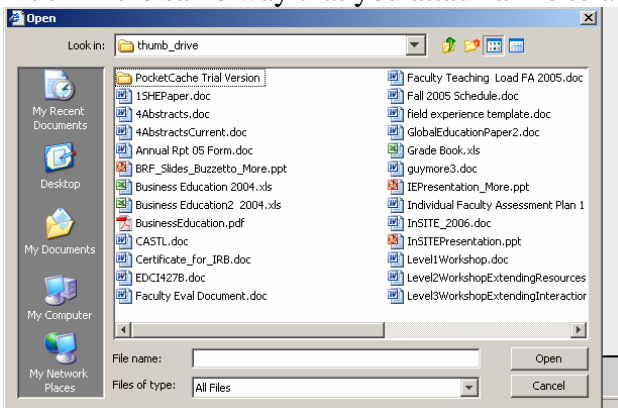 Open
Look in: thumb_drive
My Recent Documents
Desktop
My Documents
My Computer
My Network Places
PocketCache Trial Version
1SHEPaper.doc
4Abstracts.doc
4AbstractsCurrent.doc
Annual Rpt 05 Form.doc
BRF_Slides_Buzzetto_More.ppt
Business Education 2004.xls
Business Education2 2004.xls
BusinessEducation.pdf
CASTL.doc
Certificate_for_IRB.doc
EDCI427B.doc
Faculty Eval Document.doc
Faculty Teaching Load FA 2005.doc
Fall 2005 Schedule.doc
field experience template.doc
GlobalEducationPaper2.doc
Grade Book.xls
guymore3.doc
IEPresentation_More.ppt
Individual Faculty Assessment Plan 1
InSITE_2006.doc
InSITEPresentation.ppt
Level1Workshop.doc
Level2WorkshopExtendingResources
Level3WorkshopExtendingInteraction
File name:
Open
Files of type: All Files
Cancel